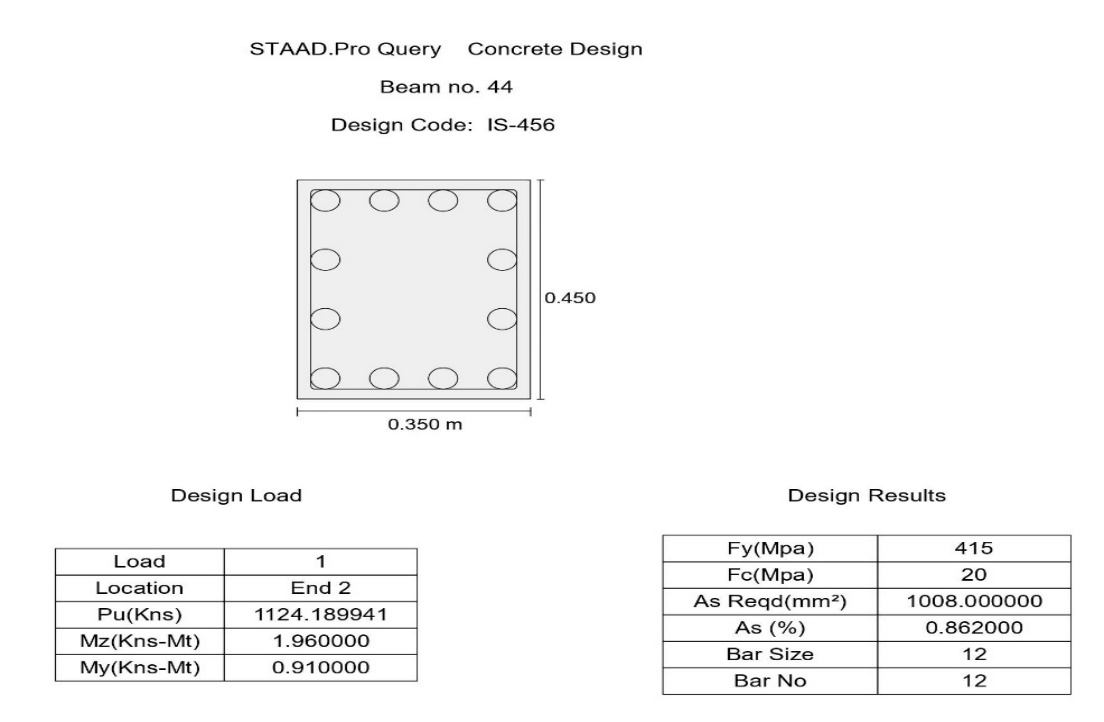 STAAD.Pro Query Concrete Design
Beam no. 44
Design Code: IS-456
0.450
0.350 m
Design Load
Load 1
Location End 2
Pu(Kns) 1124.189941
Mz(Kns-Mt) 1.960000
My(Kns-Mt) 0.910000
Design Results
Fy(Mpa) 415
Fc(Mpa) 20
As Reqd(mm²) 1008.000000
As (%) 0.862000
Bar Size 12
Bar No 12